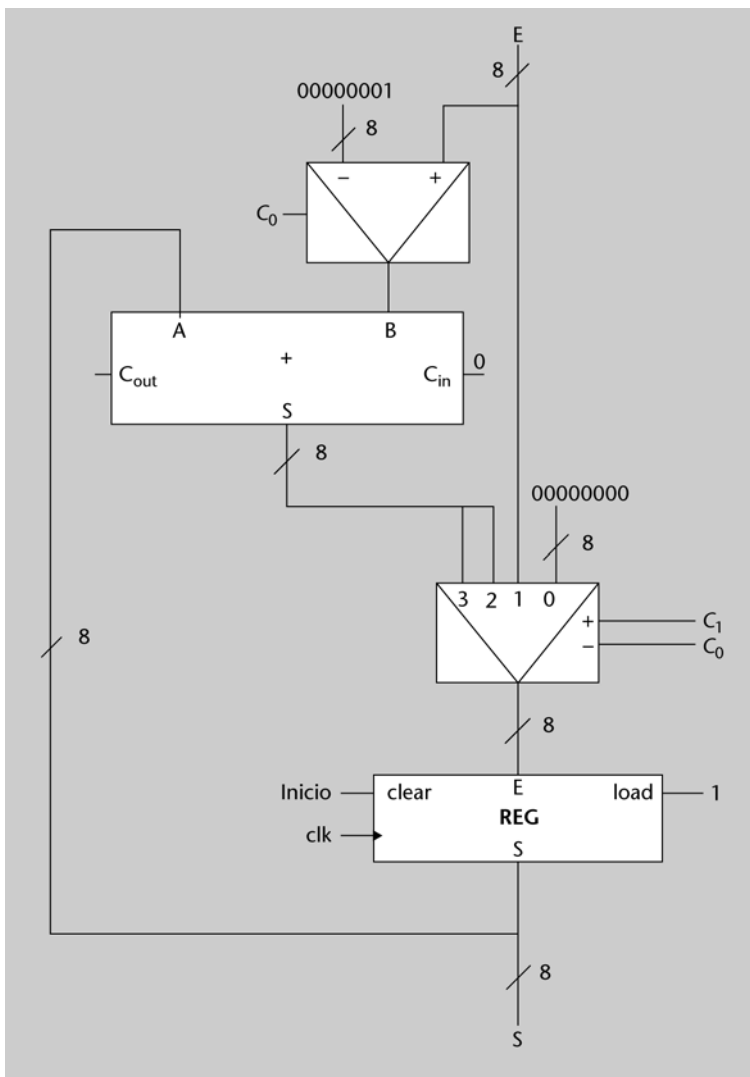 E
8
00000001
8
− +
C₀
A B
+
Cout Cin 0
S
8
00000000
8
3 2 1 0
+ C₁
− C₀
8
8
Inicio clear E load 1
REG
clk
S
8
S